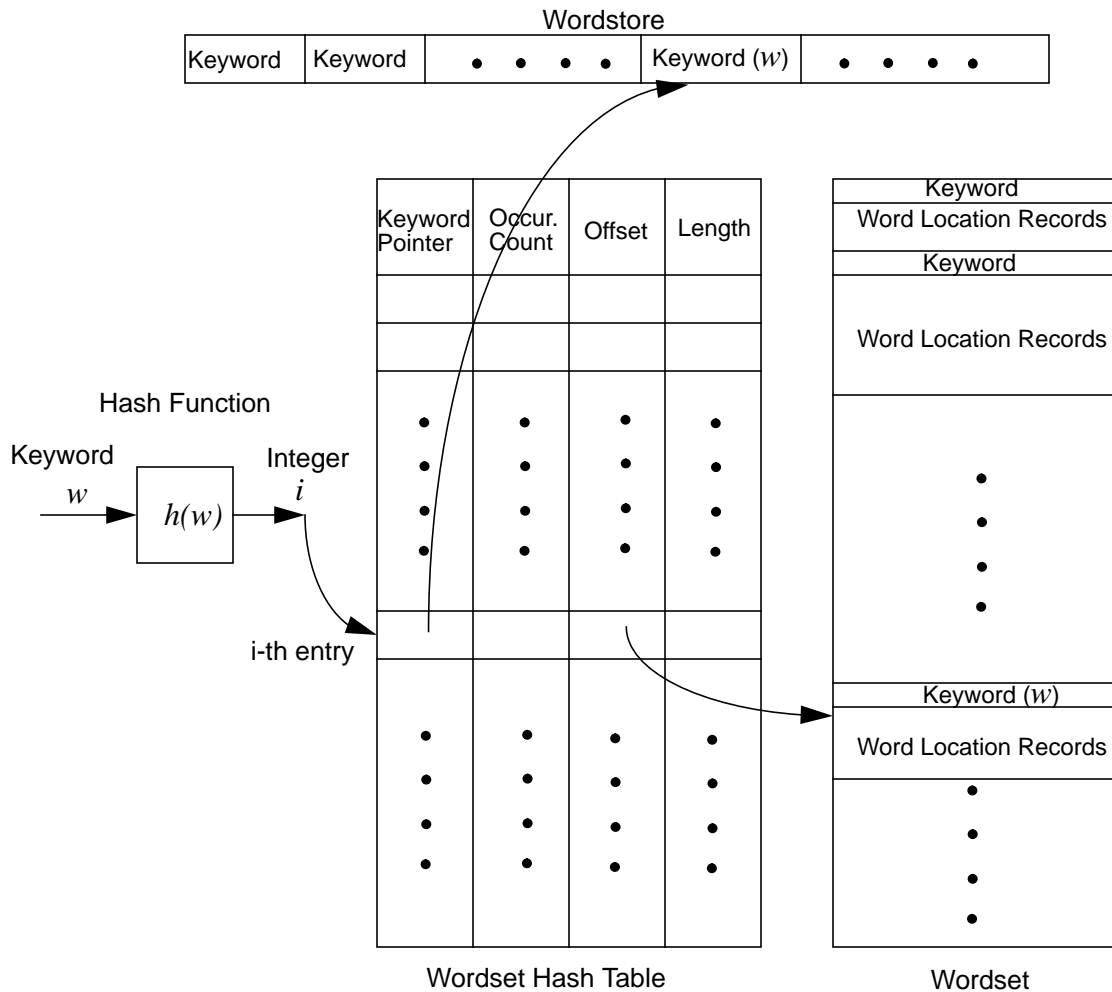 Wordstore
Keyword Keyword Keyword (w)
Keyword Pointer Occur. Count Offset Length
Keyword
Word Location Records
Keyword
Word Location Records
Hash Function
Keyword
w
h(w)
Integer
i
i-th entry
Keyword (w)
Word Location Records
Wordset Hash Table
Wordset